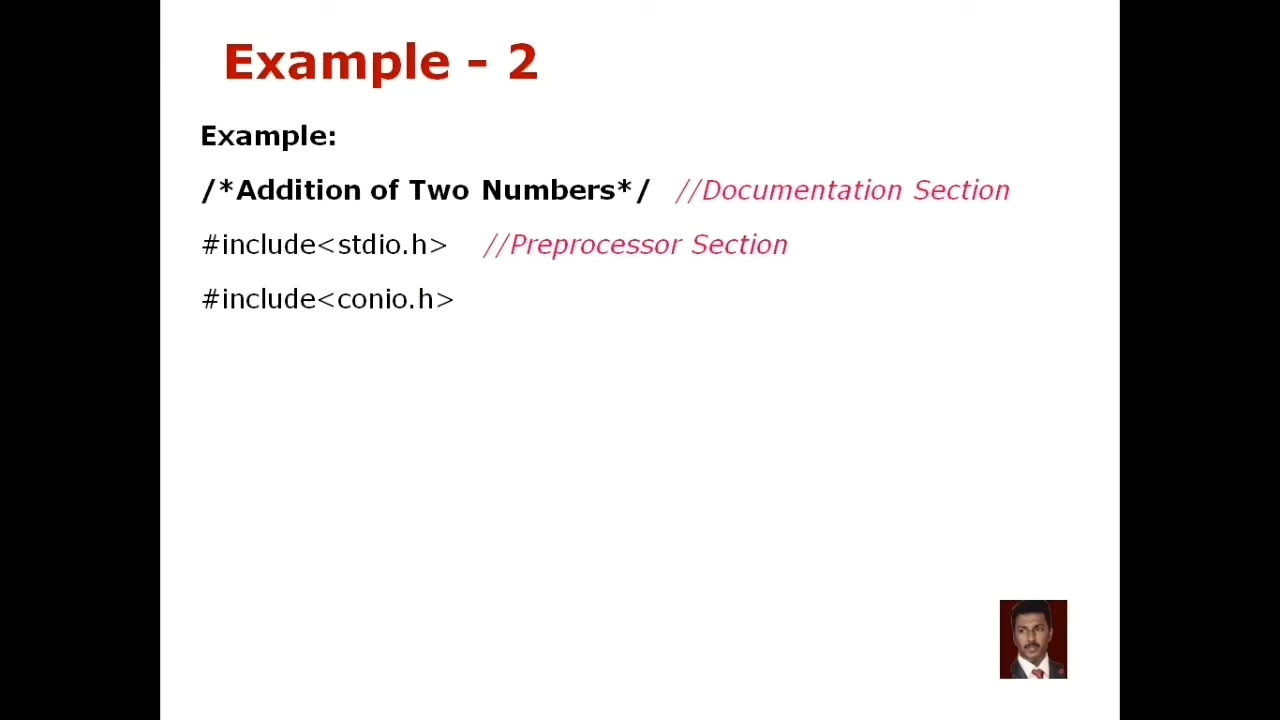 Example - 2
Example:
/*Addition of Two Numbers*/ //Documentation Section
#include<stdio.h> //Preprocessor Section
#include<conio.h>